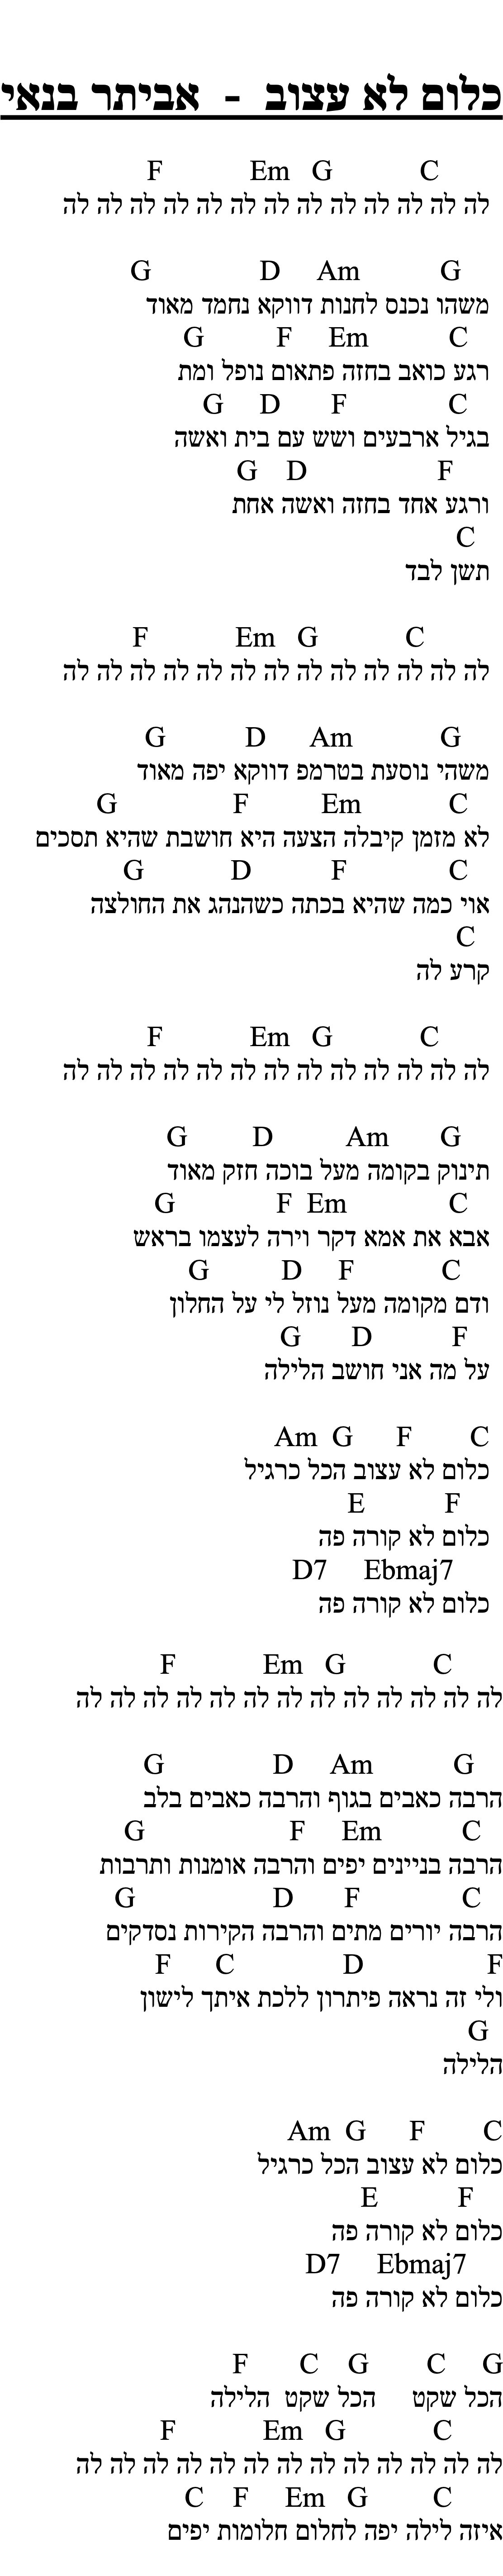 כלום לא עצוב - אביתר בנאי
F Em G C
לה לה לה לה לה לה לה לה לה לה לה לה לה
G D Am G
משהו נכנס לחנות דווקא נחמד מאוד
G F Em C
רגע כואב בחזה פתאום נופל ומת
G D F C
בגיל ארבעים ושש עם בית ואשה
G D F
ורגע אחד בחזה ואשה אחת
C
תשן לבד
F Em G C
לה לה לה לה לה לה לה לה לה לה לה לה לה
G D Am G
משהי נוסעת בטרמפ דווקא יפה מאוד
G F Em C
לא מזמן קיבלה הצעה היא חושבת שהיא תסכים
G D F C
אוי כמה שהיא בכתה כשהנהג את החולצה
C
קרע לה
F Em G C
לה לה לה לה לה לה לה לה לה לה לה לה לה
G D Am G
תינוק בקומה מעל בוכה חזק מאוד
G F Em C
אבא את אמא דקר וירה לעצמו בראש
G D F C
ודם מקומה מעל נוזל לי על החלון
G D F
על מה אני חושב הלילה
Am G F C
כלום לא עצוב הכל כרגיל
E F
כלום לא קורה פה
D7 Ebmaj7
כלום לא קורה פה
F Em G C
לה לה לה לה לה לה לה לה לה לה לה לה לה
G D Am G
הרבה כאבים בגוף והרבה כאבים בלב
G F Em C
הרבה בניינים יפים והרבה אומנות ותרבות
G D F C
הרבה יורים מתים והרבה הקירות נסדקים
F C D F
ולי זה נראה פיתרון ללכת איתך לישון
G
הלילה
Am G F C
כלום לא עצוב הכל כרגיל
E F
כלום לא קורה פה
D7 Ebmaj7
כלום לא קורה פה
F C G C G
הכל שקט הכל שקט הלילה
F Em G C
לה לה לה לה לה לה לה לה לה לה לה לה לה
C F Em G C
איזה לילה יפה לחלום חלומות יפים